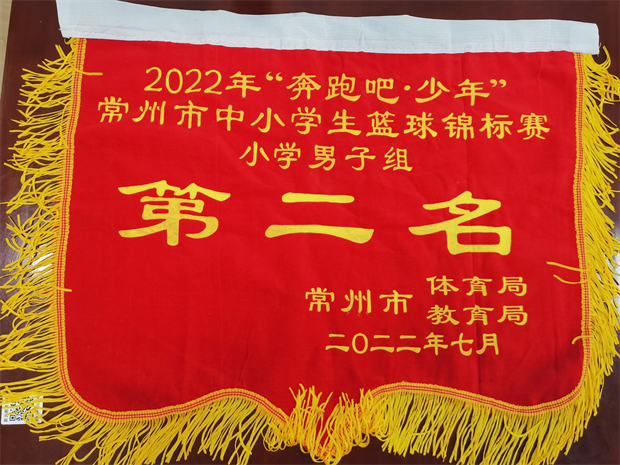 2022年“奔跑吧·少年”
常州市中小学生篮球锦标赛
小学男子组
第二名
常州市 体育局
教育局
二〇二二年七月